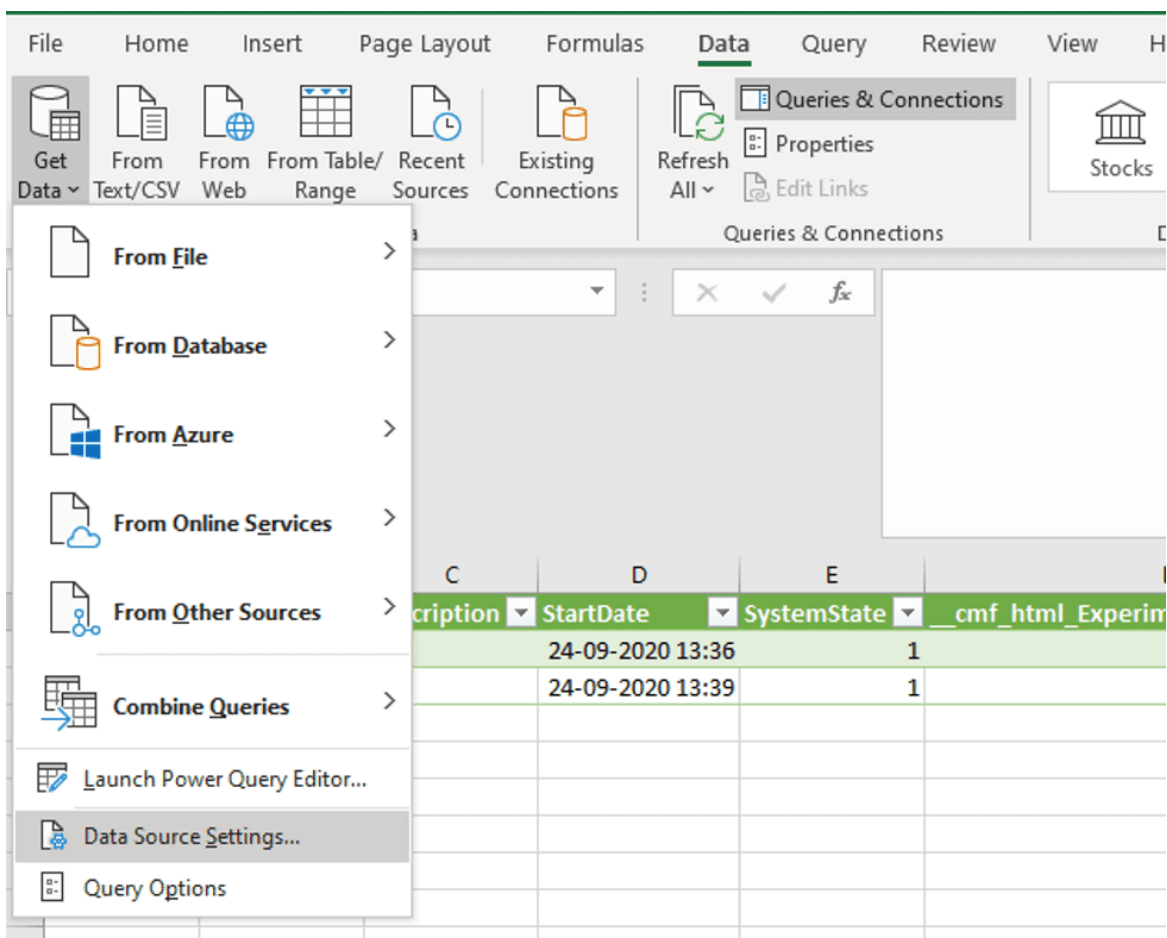 File Home Insert Page Layout Formulas Data Query Review View
Get Data
From Text/CSV
From Web
From Table/ Range
Recent Sources
Existing Connections
Refresh All
Queries & Connections
Properties
Edit Links
Stocks
Queries & Connections
From File
From Database
From Azure
From Online Services
From Other Sources
Combine Queries
Launch Power Query Editor...
Data Source Settings...
Query Options
fx
C D E
cription StartDate SystemState __cmf_html_Experim
24-09-2020 13:36 1
24-09-2020 13:39 1